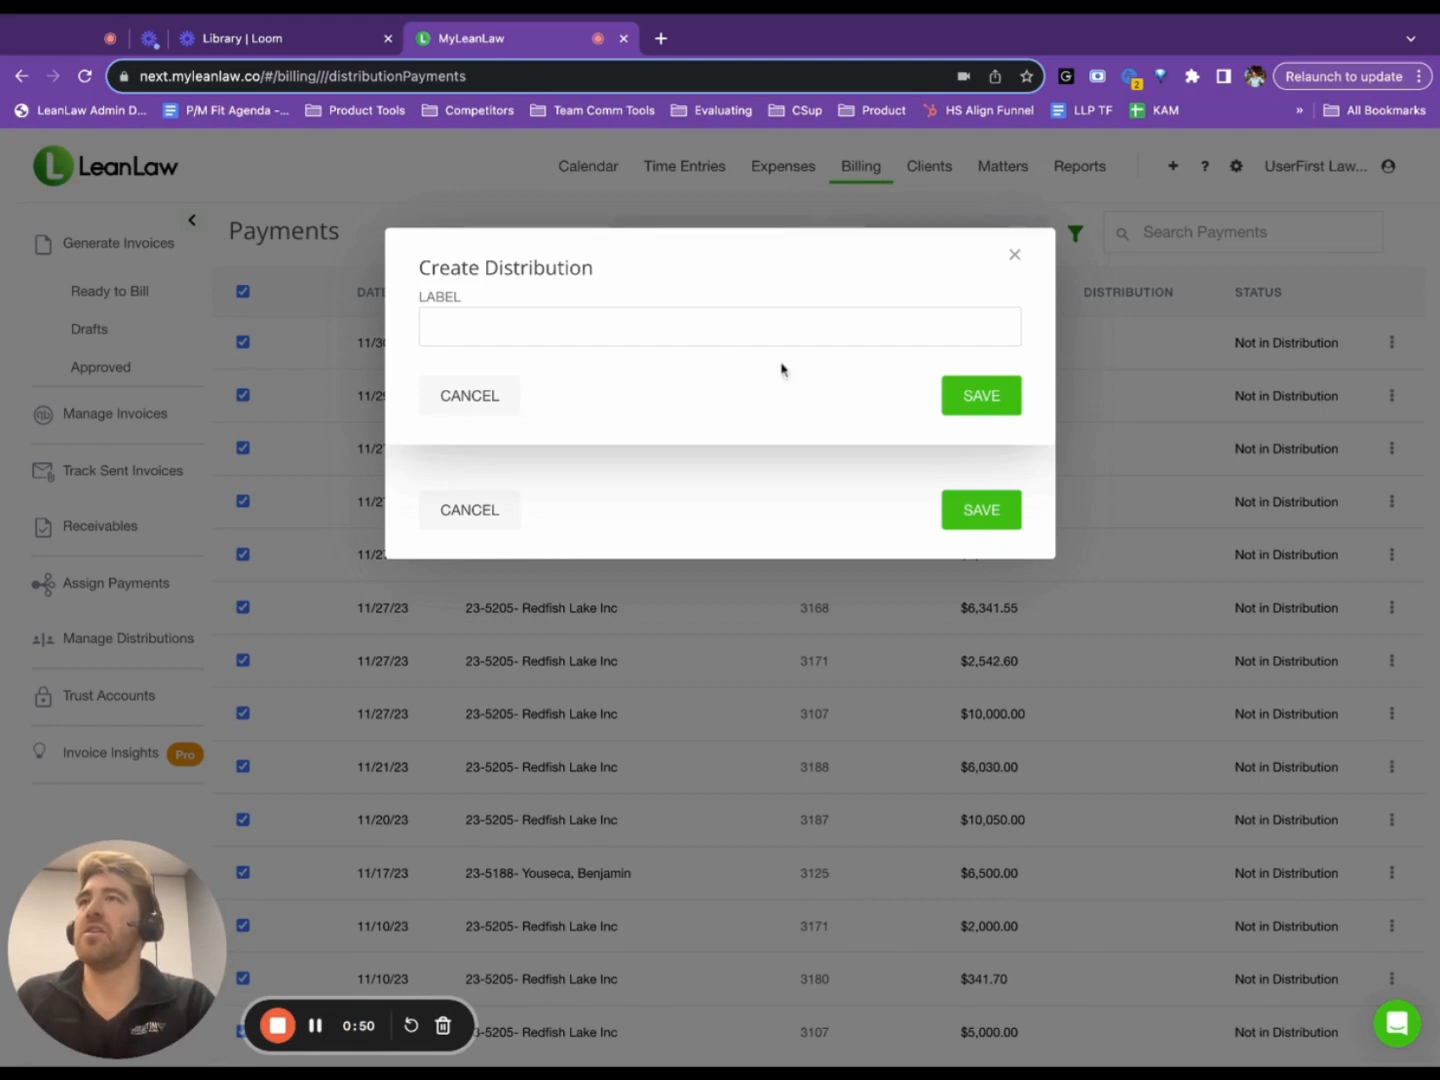 Library | Loom
MyLeanLaw
next.myleanlaw.co/#/billing///distributionPayments
G
2
Relaunch to update
LeanLaw Admin D...
P/M Fit Agenda -...
Product Tools
Competitors
Team Comm Tools
Evaluating
CSup
Product
HS Align Funnel
LLP TF
KAM
»
All Bookmarks
L LeanLaw
Calendar
Time Entries
Expenses
Billing
Clients
Matters
Reports
+
?
UserFirst Law...
Generate Invoices
Ready to Bill
Drafts
Approved
qb Manage Invoices
Track Sent Invoices
Receivables
Assign Payments
Manage Distributions
Trust Accounts
Invoice Insights Pro
Payments
Search Payments
DISTRIBUTION STATUS
Create Distribution
LABEL
CANCEL SAVE
CANCEL SAVE
Not in Distribution
Not in Distribution
Not in Distribution
Not in Distribution
Not in Distribution
11/27/23 23-5205- Redfish Lake Inc 3168 $6,341.55 Not in Distribution
11/27/23 23-5205- Redfish Lake Inc 3171 $2,542.60 Not in Distribution
11/27/23 23-5205- Redfish Lake Inc 3107 $10,000.00 Not in Distribution
11/21/23 23-5205- Redfish Lake Inc 3188 $6,030.00 Not in Distribution
11/20/23 23-5205- Redfish Lake Inc 3187 $10,050.00 Not in Distribution
11/17/23 23-5188- Youseca, Benjamin 3125 $6,500.00 Not in Distribution
11/10/23 23-5205- Redfish Lake Inc 3171 $2,000.00 Not in Distribution
11/10/23 23-5205- Redfish Lake Inc 3180 $341.70 Not in Distribution
3-5205- Redfish Lake Inc 3107 $5,000.00 Not in Distribution
0:50